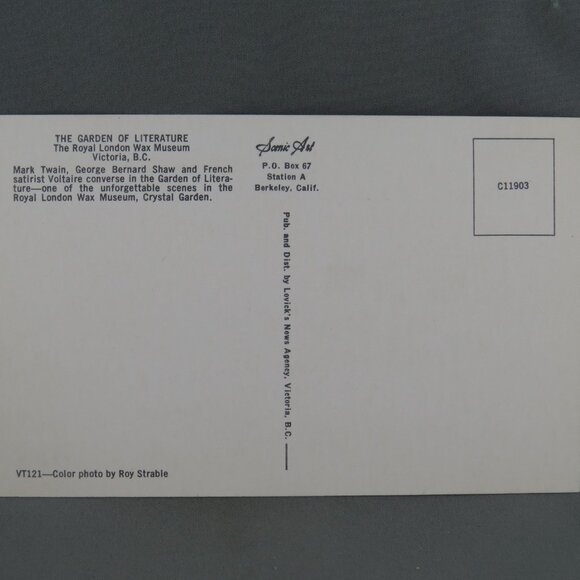 THE GARDEN OF LITERATURE
The Royal London Wax Museum
Victoria, B.C.
Mark Twain, George Bernard Shaw and French
satirist Voltaire converse in the Garden of Litera-
ture—one of the unforgettable scenes in the
Royal London Wax Museum, Crystal Garden.
Scenic Art
P.O. Box 67
Station A
Berkeley, Calif.
C11903
Pub. and Dist. by Lovick's News Agency, Victoria, B.C.
VT121—Color photo by Roy Strable